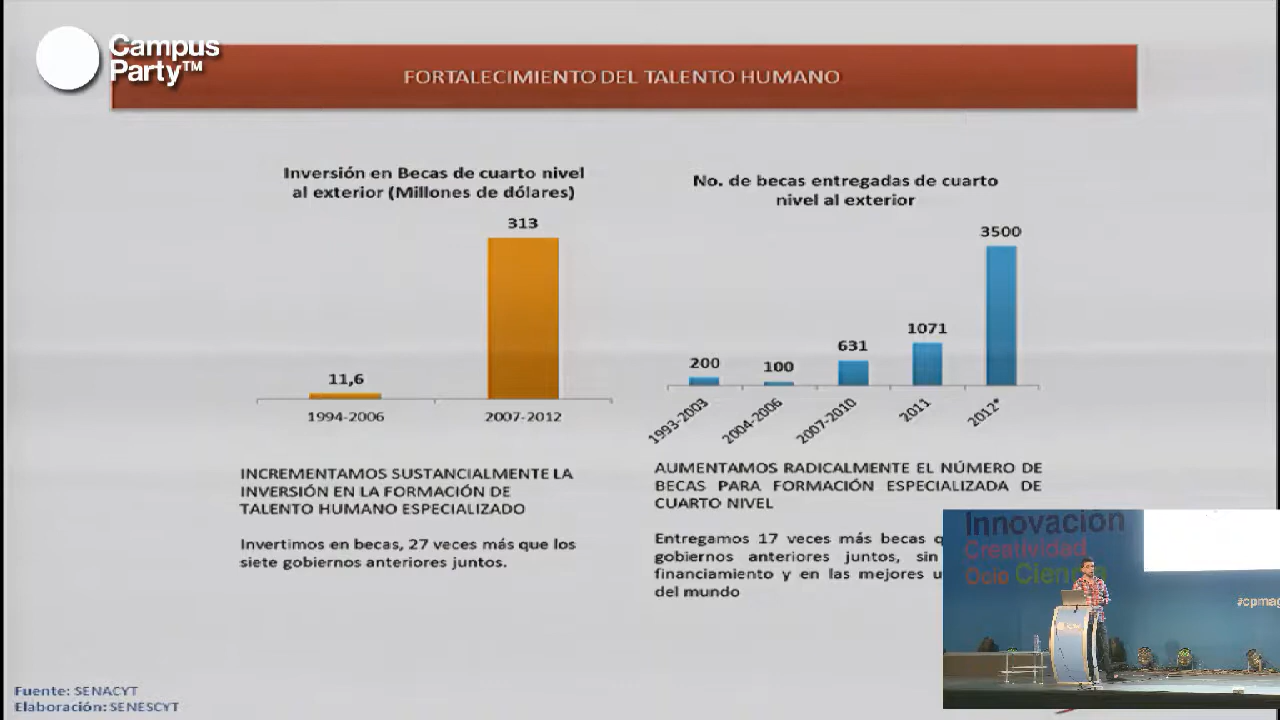 Campus
Party™
FORTALECIMIENTO DEL TALENTO HUMANO
Inversión en Becas de cuarto nivel
al exterior (Millones de dólares)
313
11,6
1994-2006
2007-2012
No. de becas entregadas de cuarto
nivel al exterior
3500
1071
631
200
100
1993-2003
2004-2006
2007-2010
2011
2012*
INCREMENTAMOS SUSTANCIALMENTE LA
INVERSIÓN EN LA FORMACIÓN DE
TALENTO HUMANO ESPECIALIZADO
Invertimos en becas, 27 veces más que los
siete gobiernos anteriores juntos.
AUMENTAMOS RADICALMENTE EL NÚMERO DE
BECAS PARA FORMACIÓN ESPECIALIZADA DE
CUARTO NIVEL
Entregamos 17 veces más becas
gobiernos anteriores juntos, sin
financiamiento y en las mejores
del mundo
Innovación
Creatividad
Ocio Ciencia
#cpmag
Fuente: SENACYT
Elaboración: SENESCYT